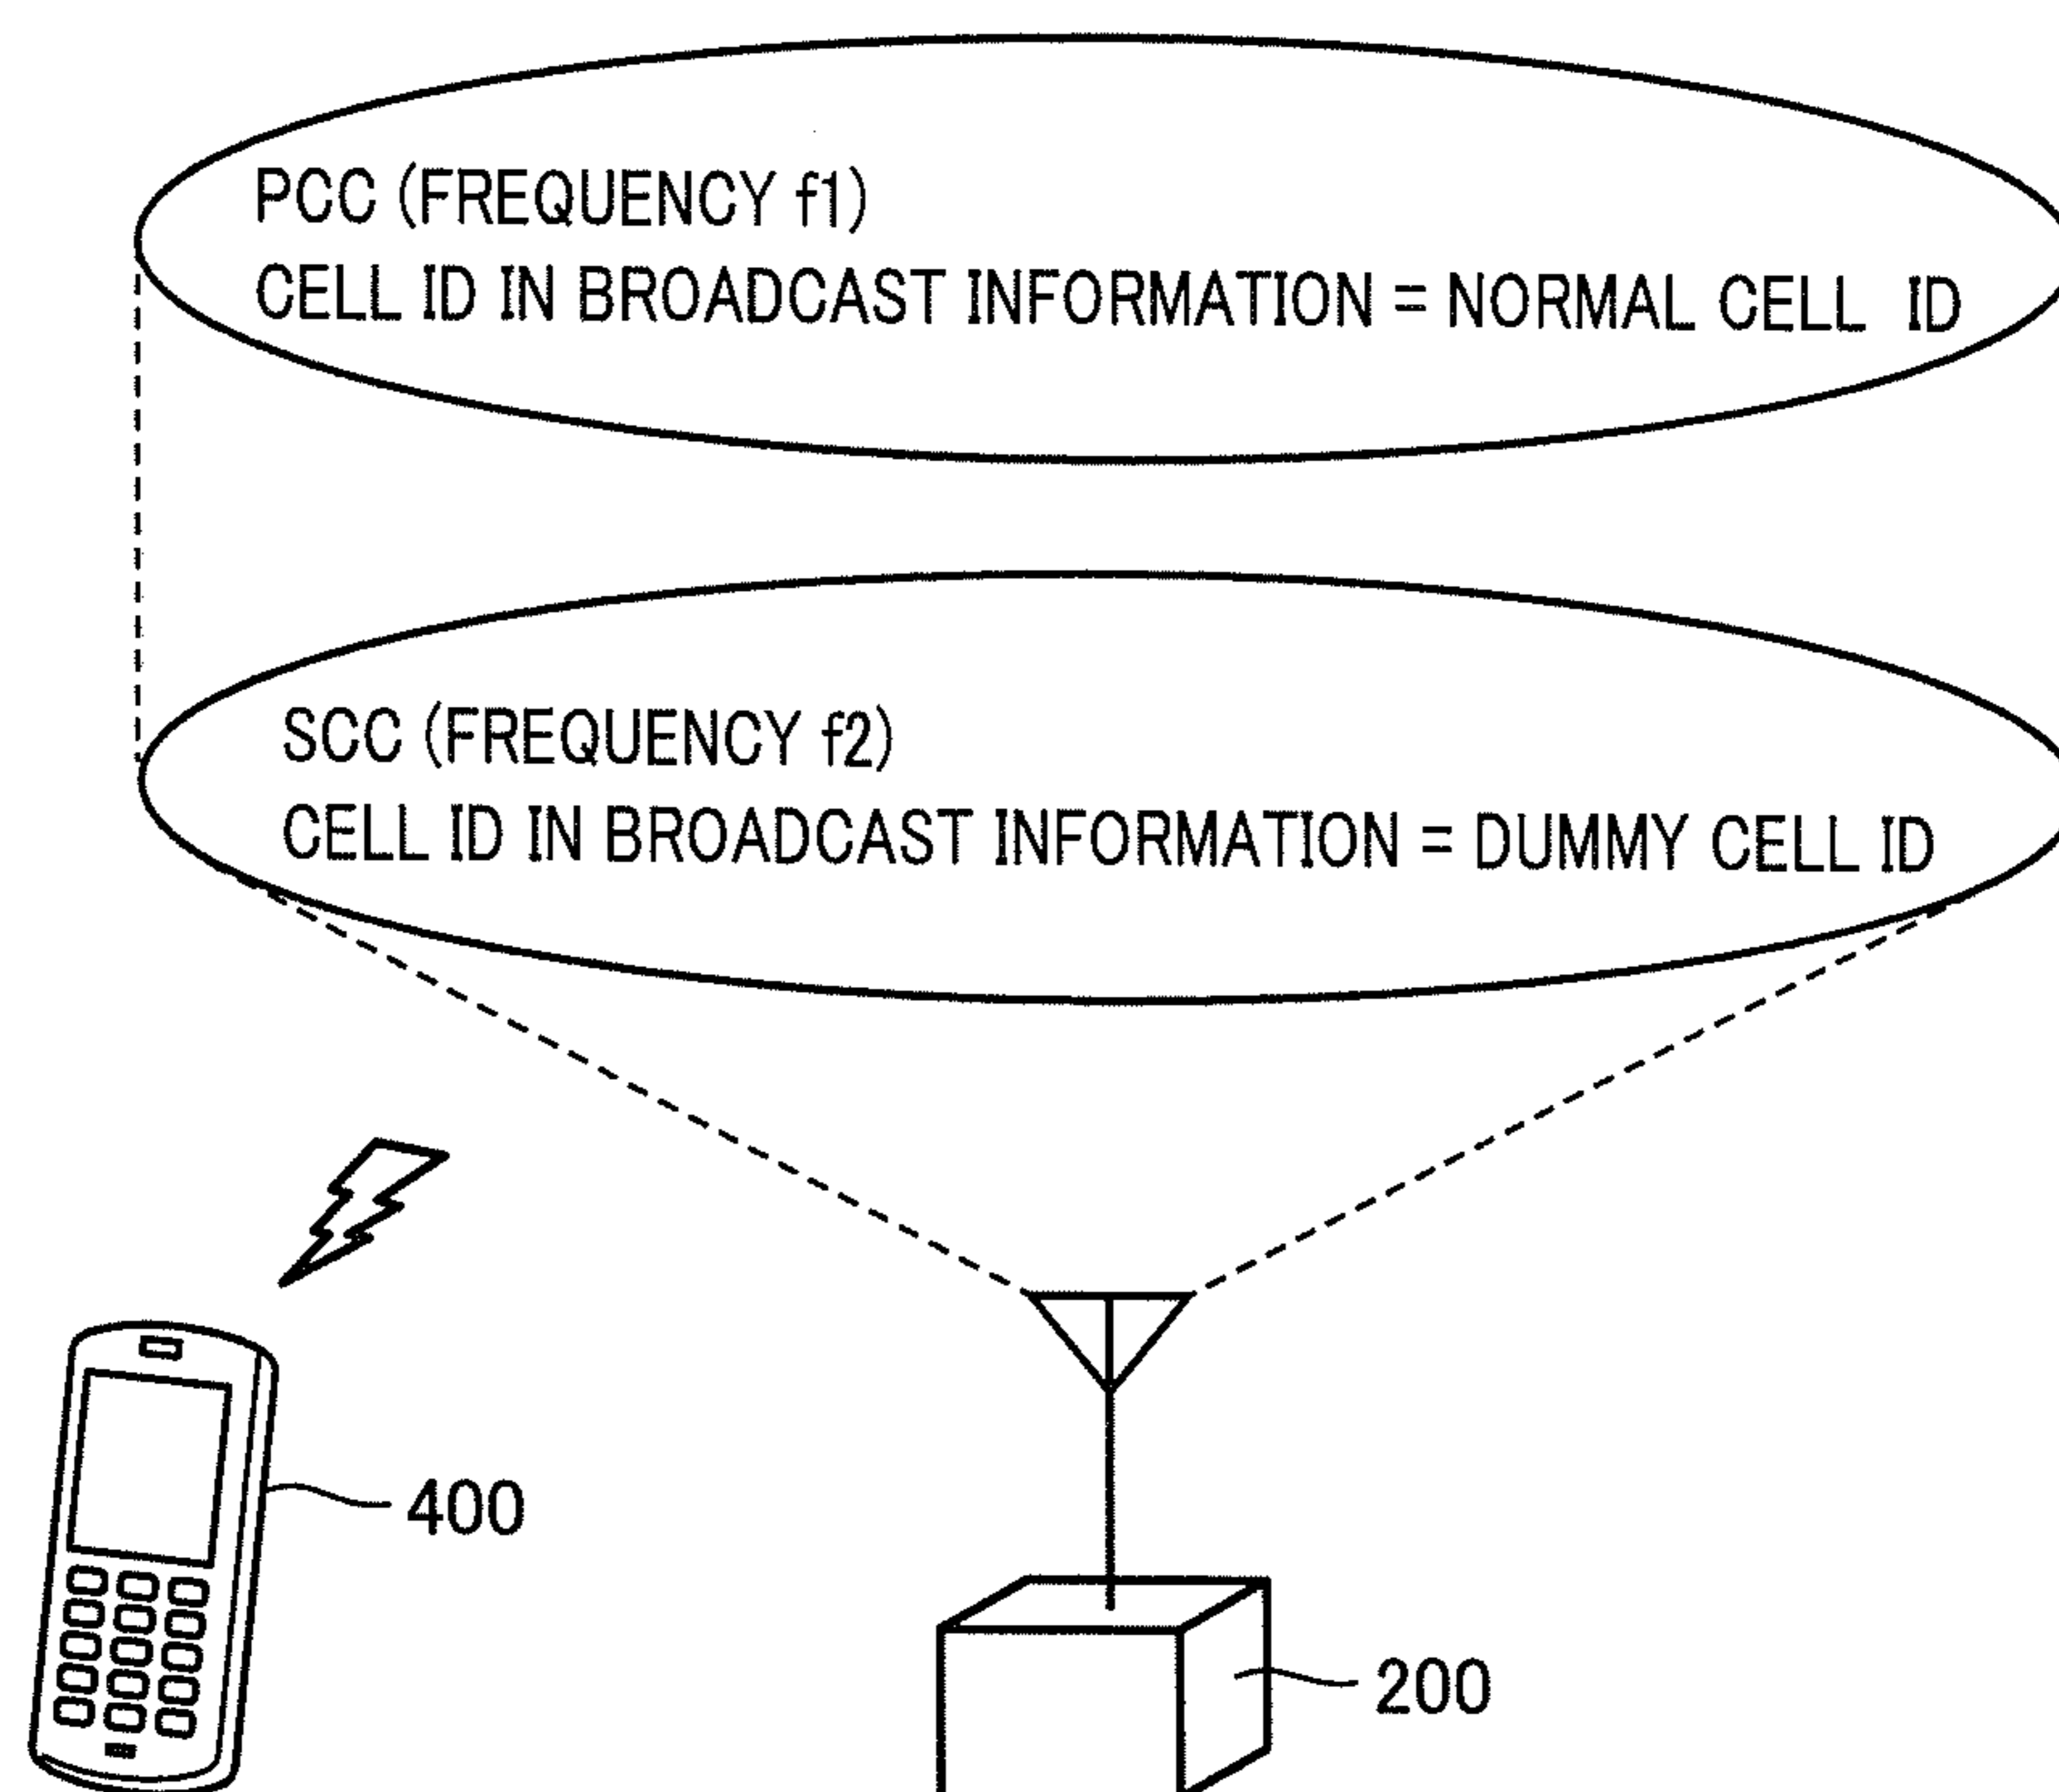 PCC (FREQUENCY f1)
CELL ID IN BROADCAST INFORMATION = NORMAL CELL ID
SCC (FREQUENCY f2)
CELL ID IN BROADCAST INFORMATION = DUMMY CELL ID
400
200